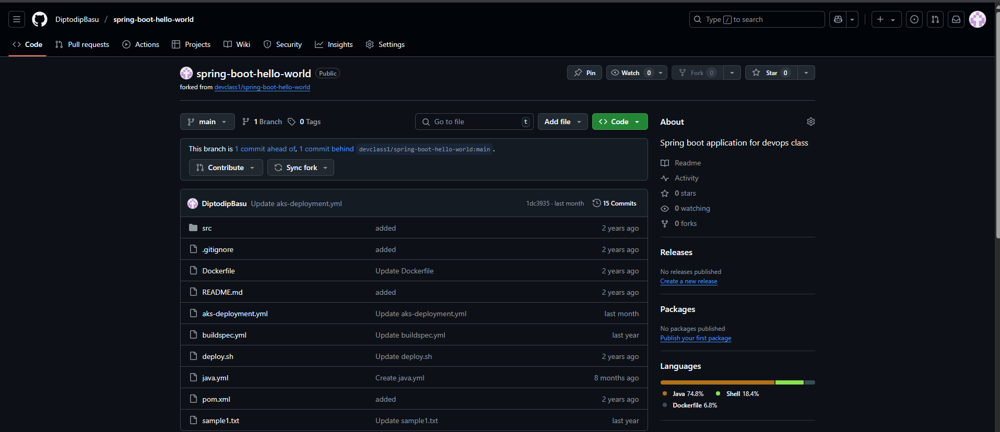 DiptodipBasu / spring-boot-hello-world
Type / to search
Code Pull requests Actions Projects Wiki Security Insights Settings
spring-boot-hello-world Public
Pin Watch 0 Fork 0 Star 0
forked from devclass1/spring-boot-hello-world
main 1 Branch 0 Tags Go to file t Add file Code
This branch is 1 commit ahead of, 1 commit behind devclass1/spring-boot-hello-world:main .
Contribute Sync fork
DiptodipBasu Update aks-deployment.yml 1dc3935 · last month 15 Commits
src added 2 years ago
.gitignore added 2 years ago
Dockerfile Update Dockerfile 2 years ago
README.md added 2 years ago
aks-deployment.yml Update aks-deployment.yml last month
buildspec.yml Update buildspec.yml last year
deploy.sh Update deploy.sh 2 years ago
java.yml Create java.yml 8 months ago
pom.xml added 2 years ago
sample1.txt Update sample1.txt last year
About
Spring boot application for devops class
Readme
Activity
0 stars
0 watching
0 forks
Releases
No releases published
Create a new release
Packages
No packages published
Publish your first package
Languages
Java 74.8% Shell 18.4%
Dockerfile 6.8%